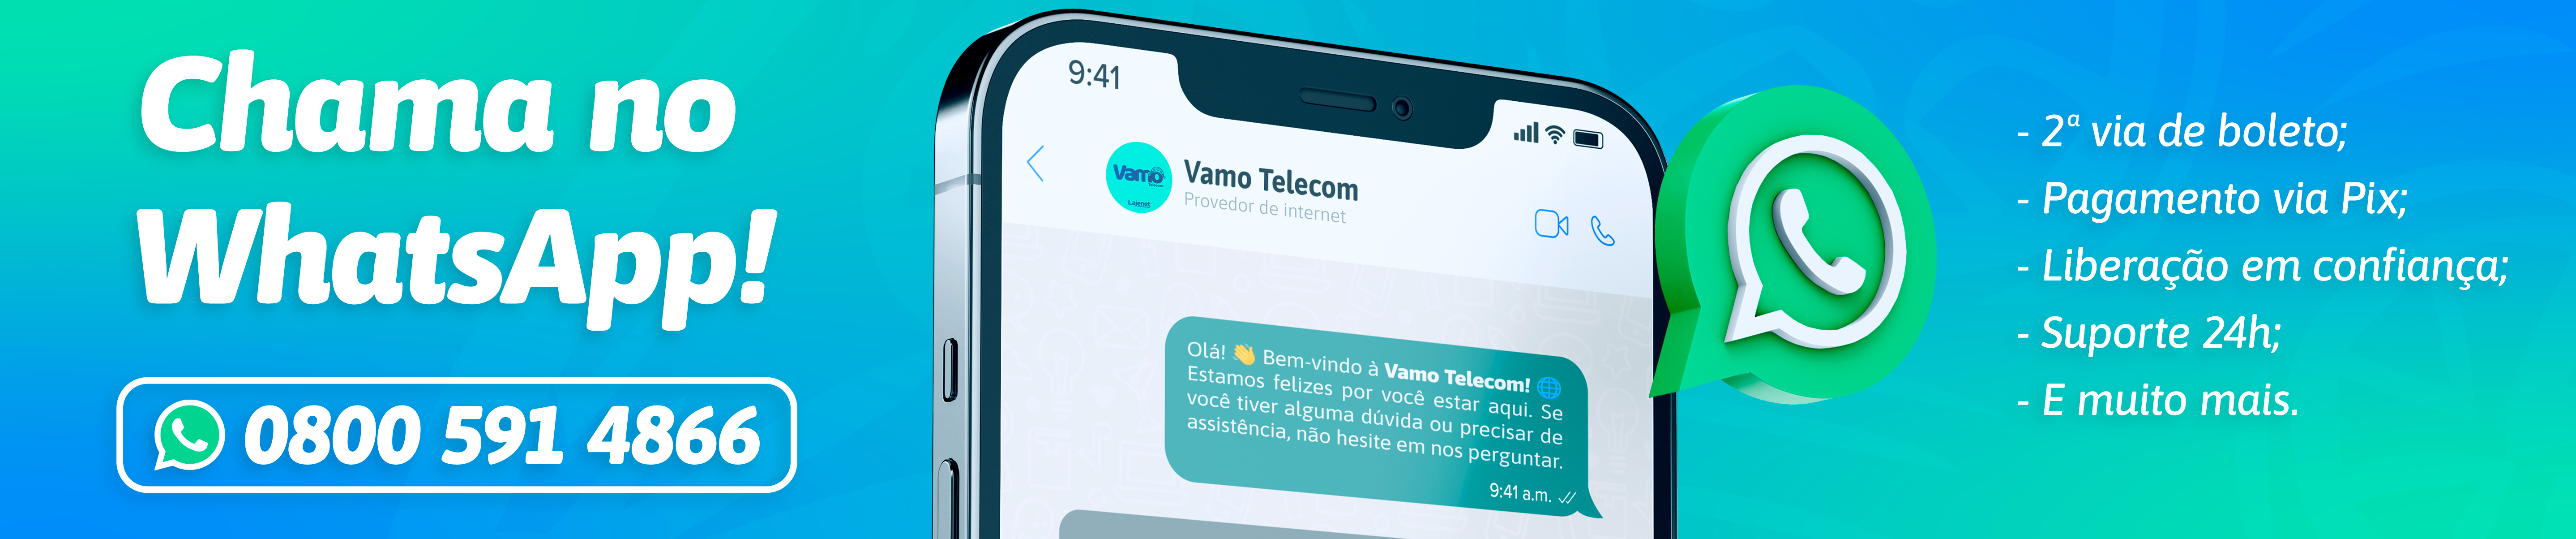 Chama no
WhatsApp!
0800 591 4866
9:41
Vamo
Telecom
Lajenet
Vamo Telecom
Provedor de internet
Olá! 👋 Bem-vindo à Vamo Telecom! 🌐
Estamos felizes por você estar aqui. Se
você tiver alguma dúvida ou precisar de
assistência, não hesite em nos perguntar.
9:41 a.m.
- 2ª via de boleto;
- Pagamento via Pix;
- Liberação em confiança;
- Suporte 24h;
- E muito mais.